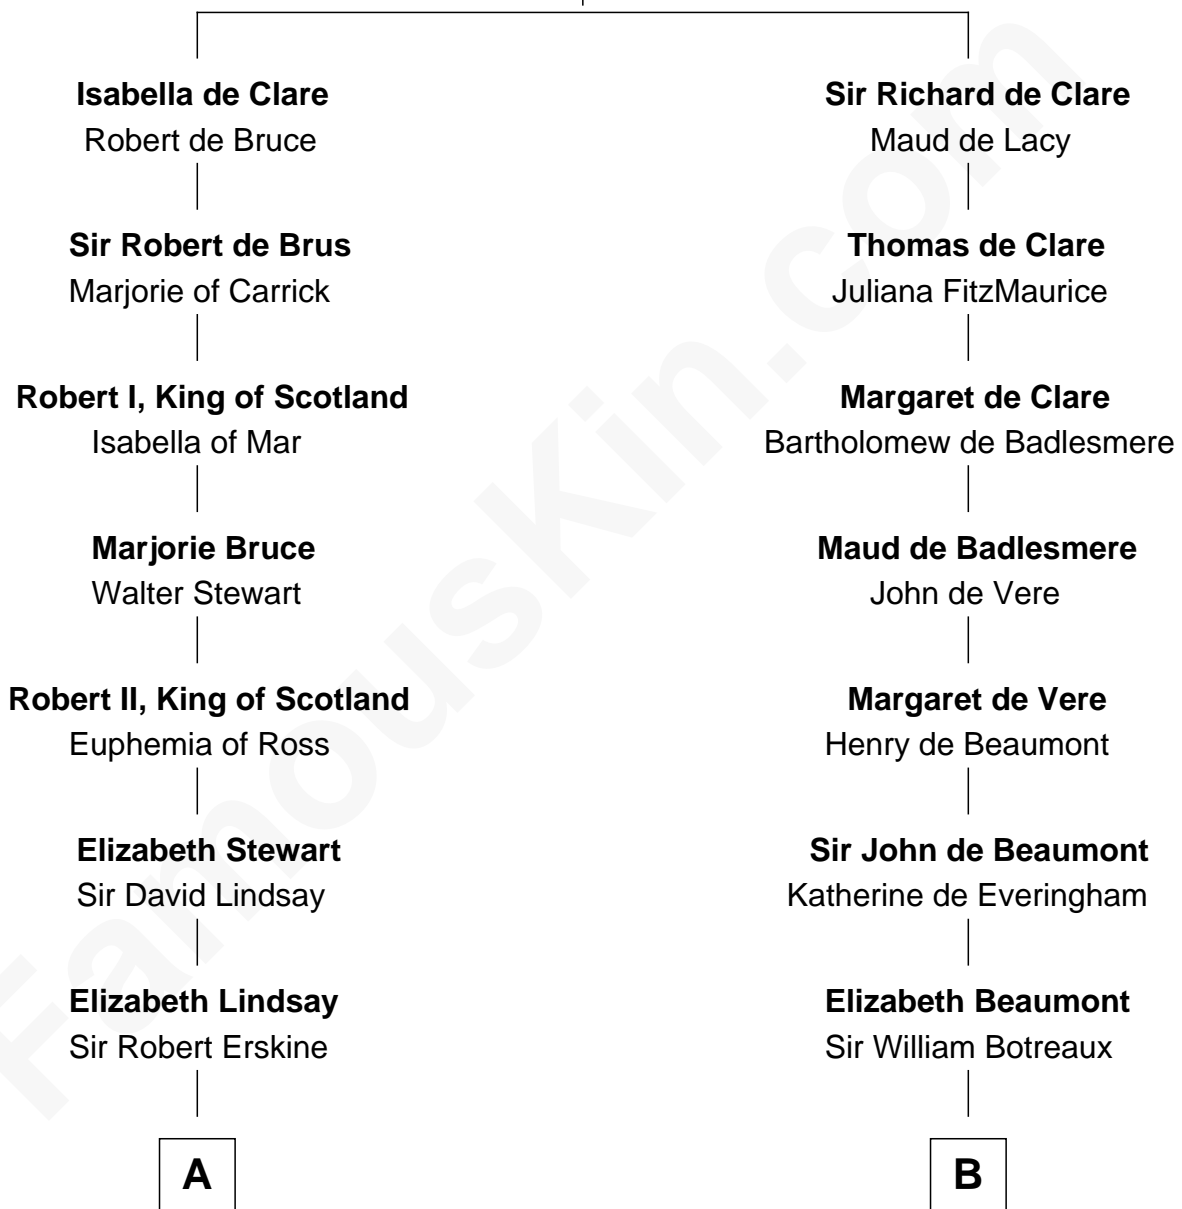 Isabella de Clare
Robert de Bruce
Sir Robert de Brus
Marjorie of Carrick
Robert I, King of Scotland
Isabella of Mar
Marjorie Bruce
Walter Stewart
Robert II, King of Scotland
Euphemia of Ross
Elizabeth Stewart
Sir David Lindsay
Elizabeth Lindsay
Sir Robert Erskine
A
Sir Richard de Clare
Maud de Lacy
Thomas de Clare
Juliana FitzMaurice
Margaret de Clare
Bartholomew de Badlesmere
Maud de Badlesmere
John de Vere
Margaret de Vere
Henry de Beaumont
Sir John de Beaumont
Katherine de Everingham
Elizabeth Beaumont
Sir William Botreaux
B
FamousKin.com